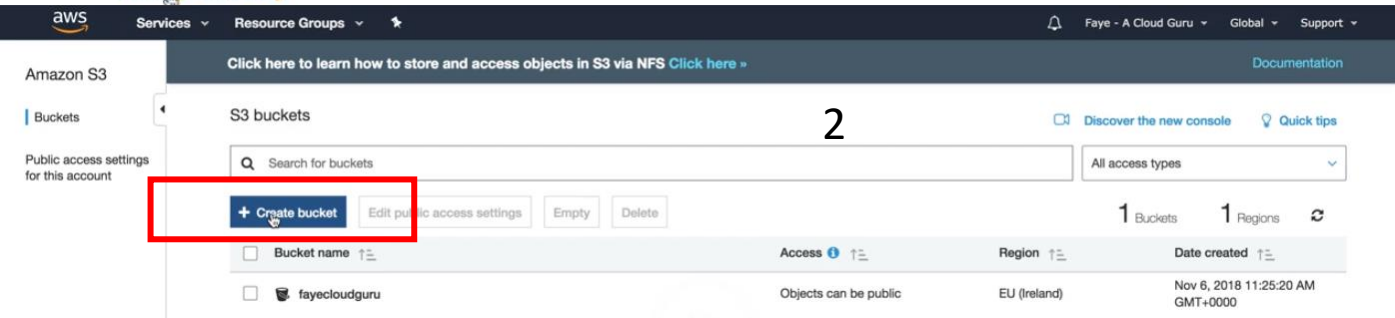 aws Services Resource Groups Faye - A Cloud Guru Global Support
Amazon S3
Buckets
Public access settings
for this account
Click here to learn how to store and access objects in S3 via NFS Click here » Documentation
S3 buckets
2
Discover the new console Quick tips
Search for buckets All access types
+ Create bucket Edit public access settings Empty Delete 1 Buckets 1 Regions
Bucket name Access Region Date created
fayecloudguru Objects can be public EU (Ireland) Nov 6, 2018 11:25:20 AM
GMT+0000